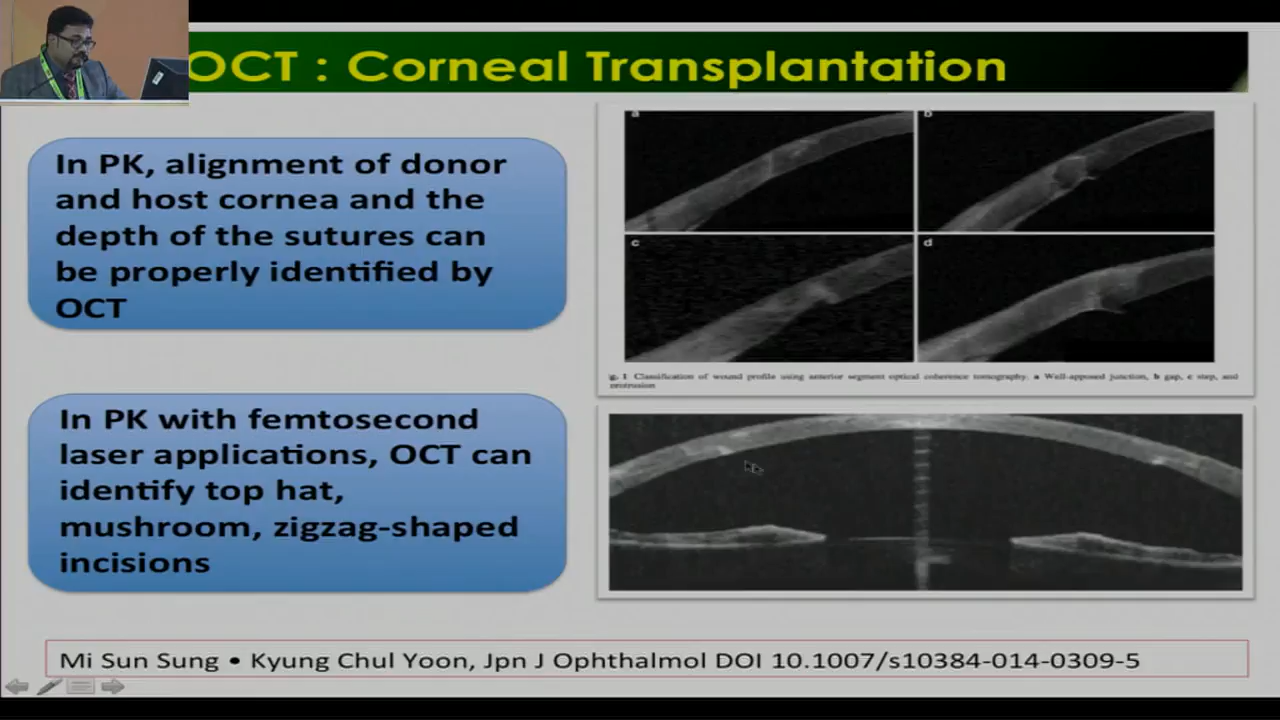 OCT : Corneal Transplantation
In PK, alignment of donor
and host cornea and the
depth of the sutures can
be properly identified by
OCT
a
b
c
d
g. 1 Classification of wound profile using anterior segment optical coherence tomography. a Well-apposed junction, b gap, c step, and
protrusion
In PK with femtosecond
laser applications, OCT can
identify top hat,
mushroom, zigzag-shaped
incisions
Mi Sun Sung • Kyung Chul Yoon, Jpn J Ophthalmol DOI 10.1007/s10384-014-0309-5